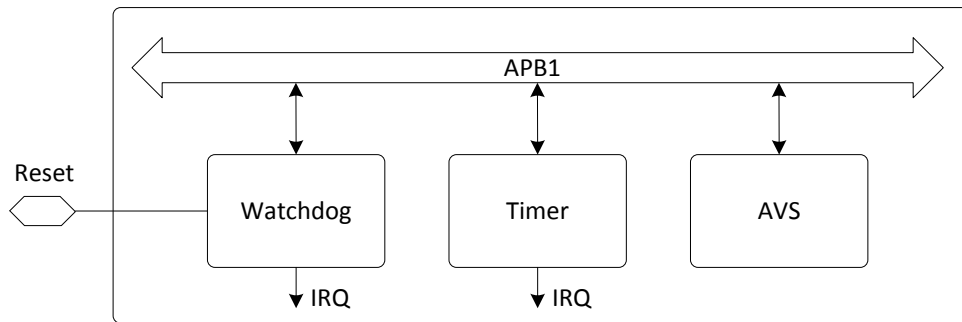 APB1
Reset
Watchdog
Timer
AVS
IRQ
IRQ